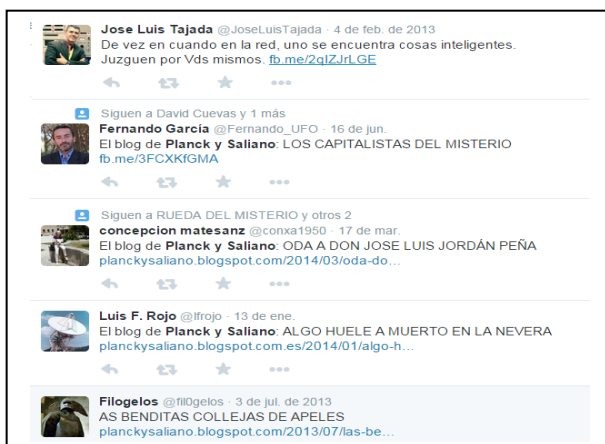 Jose Luis Tajada @JoseLuisTajada · 4 de feb. de 2013
De vez en cuando en la red, uno se encuentra cosas inteligentes.
Juzguen por Vds mismos. fb.me/2qIZJrLGE
Siguen a David Cuevas y 1 más
Fernando García @Fernando_UFO · 16 de jun.
El blog de Planck y Saliano: LOS CAPITALISTAS DEL MISTERIO
fb.me/3FCXKfGMA
Siguen a RUEDA DEL MISTERIO y otros 2
concepcion matesanz @conxa1950 · 17 de mar.
El blog de Planck y Saliano: ODA A DON JOSE LUIS JORDÁN PEÑA
planckysaliano.blogspot.com/2014/03/oda-do...
Luis F. Rojo @lfrojo · 13 de ene.
El blog de Planck y Saliano: ALGO HUELE A MUERTO EN LA NEVERA
planckysaliano.blogspot.com.es/2014/01/algo-h...
Filogelos @fil0gelos · 3 de jul. de 2013
AS BENDITAS COLLEJAS DE APELES
planckysaliano.blogspot.com/2013/07/las-be...